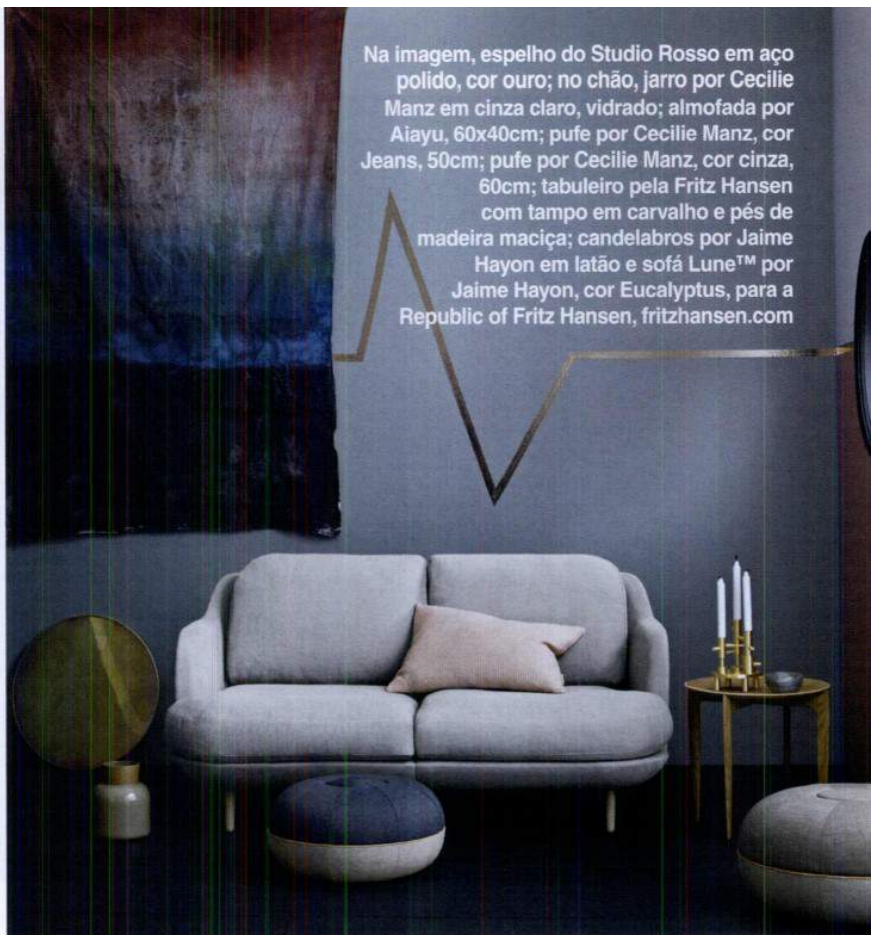 Na imagem, espelho do Studio Rosso em aço
polido, cor ouro; no chão, jarro por Cecilie
Manz em cinza claro, vidrado; almofada por
Aiayu, 60x40cm; pufe por Cecilie Manz, cor
Jeans, 50cm; pufe por Cecilie Manz, cor cinza,
60cm; tabuleiro pela Fritz Hansen
com tampo em carvalho e pés de
madeira maciça; candelabros por Jaime
Hayon em latão e sofá Lune™ por
Jaime Hayon, cor Eucalyptus, para a
Republic of Fritz Hansen, fritzhansen.com